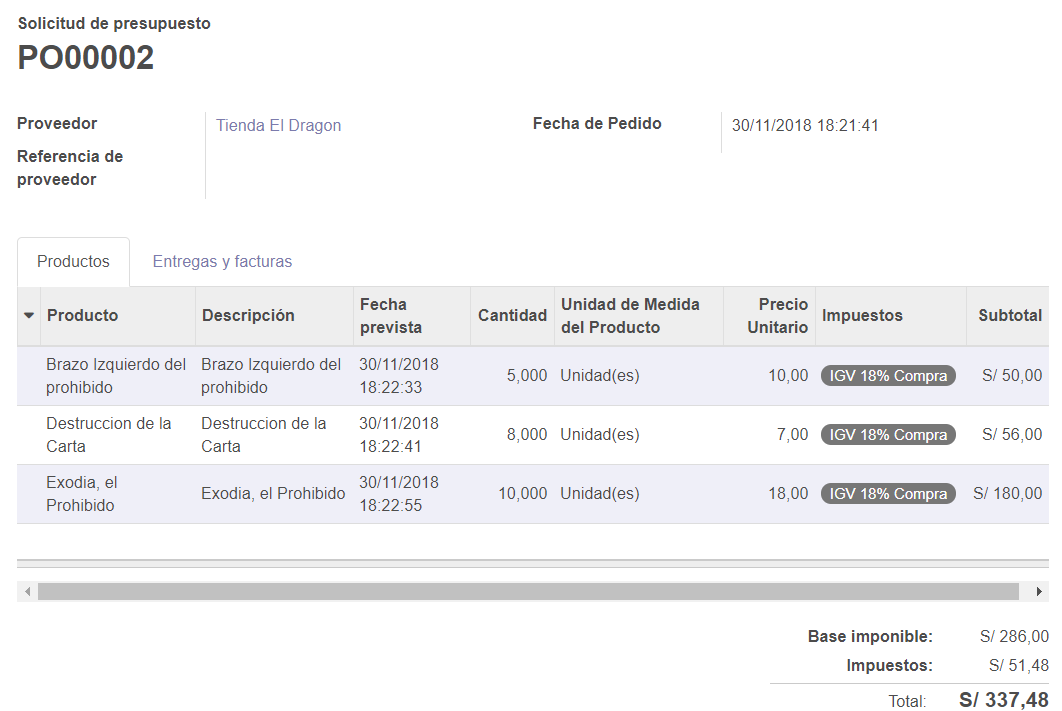 Solicitud de presupuesto
PO00002
Proveedor Tienda El Dragon Fecha de Pedido 30/11/2018 18:21:41
Referencia de
proveedor
Productos Entregas y facturas
Producto Descripción Fecha
prevista Cantidad Unidad de Medida
del Producto Precio
Unitario Impuestos Subtotal
Brazo Izquierdo del
prohibido Brazo Izquierdo del
prohibido 30/11/2018
18:22:33 5,000 Unidad(es) 10,00 IGV 18% Compra S/ 50,00
Destruccion de la
Carta Destruccion de la
Carta 30/11/2018
18:22:41 8,000 Unidad(es) 7,00 IGV 18% Compra S/ 56,00
Exodia, el
Prohibido Exodia, el Prohibido 30/11/2018
18:22:55 10,000 Unidad(es) 18,00 IGV 18% Compra S/ 180,00
Base imponible: S/ 286,00
Impuestos: S/ 51,48
Total: S/ 337,48